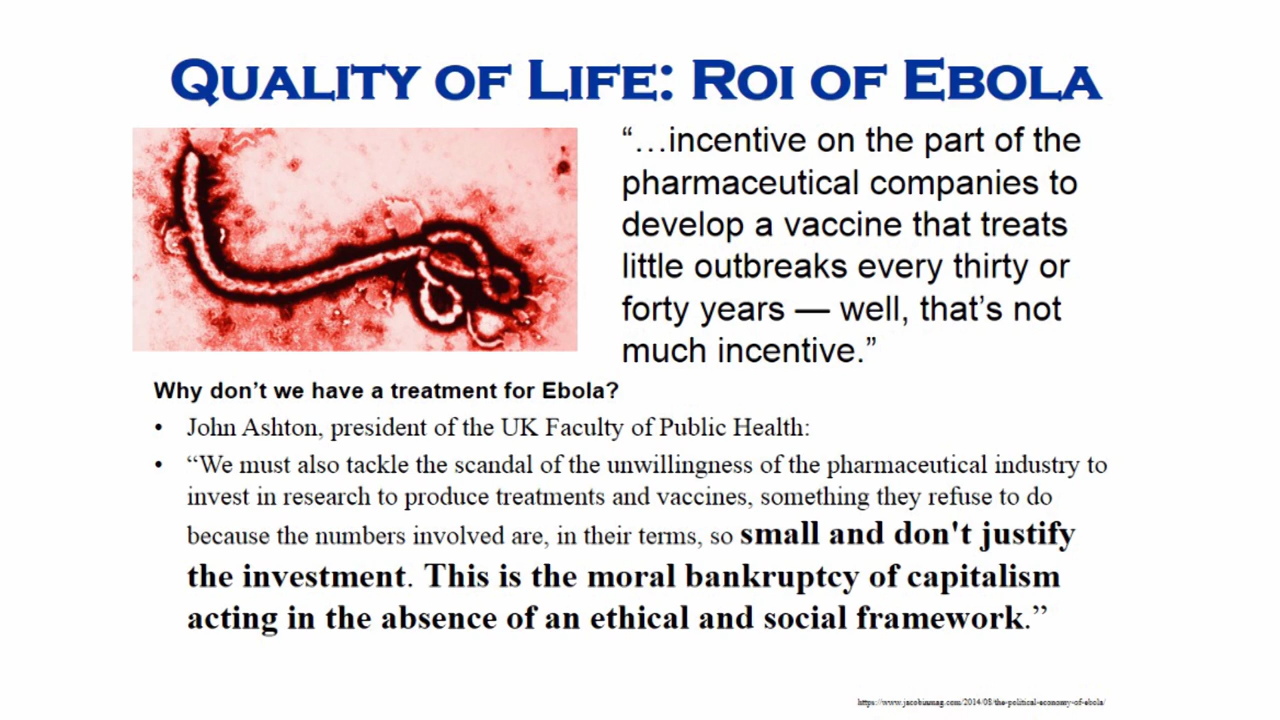 QUALITY OF LIFE: ROI OF EBOLA
“…incentive on the part of the
pharmaceutical companies to
develop a vaccine that treats
little outbreaks every thirty or
forty years — well, that’s not
much incentive.”
Why don’t we have a treatment for Ebola?
• John Ashton, president of the UK Faculty of Public Health:
• “We must also tackle the scandal of the unwillingness of the pharmaceutical industry to
invest in research to produce treatments and vaccines, something they refuse to do
because the numbers involved are, in their terms, so small and don't justify
the investment. This is the moral bankruptcy of capitalism
acting in the absence of an ethical and social framework.”
https://www.jacobinmag.com/2014/08/the-political-economy-of-ebola/